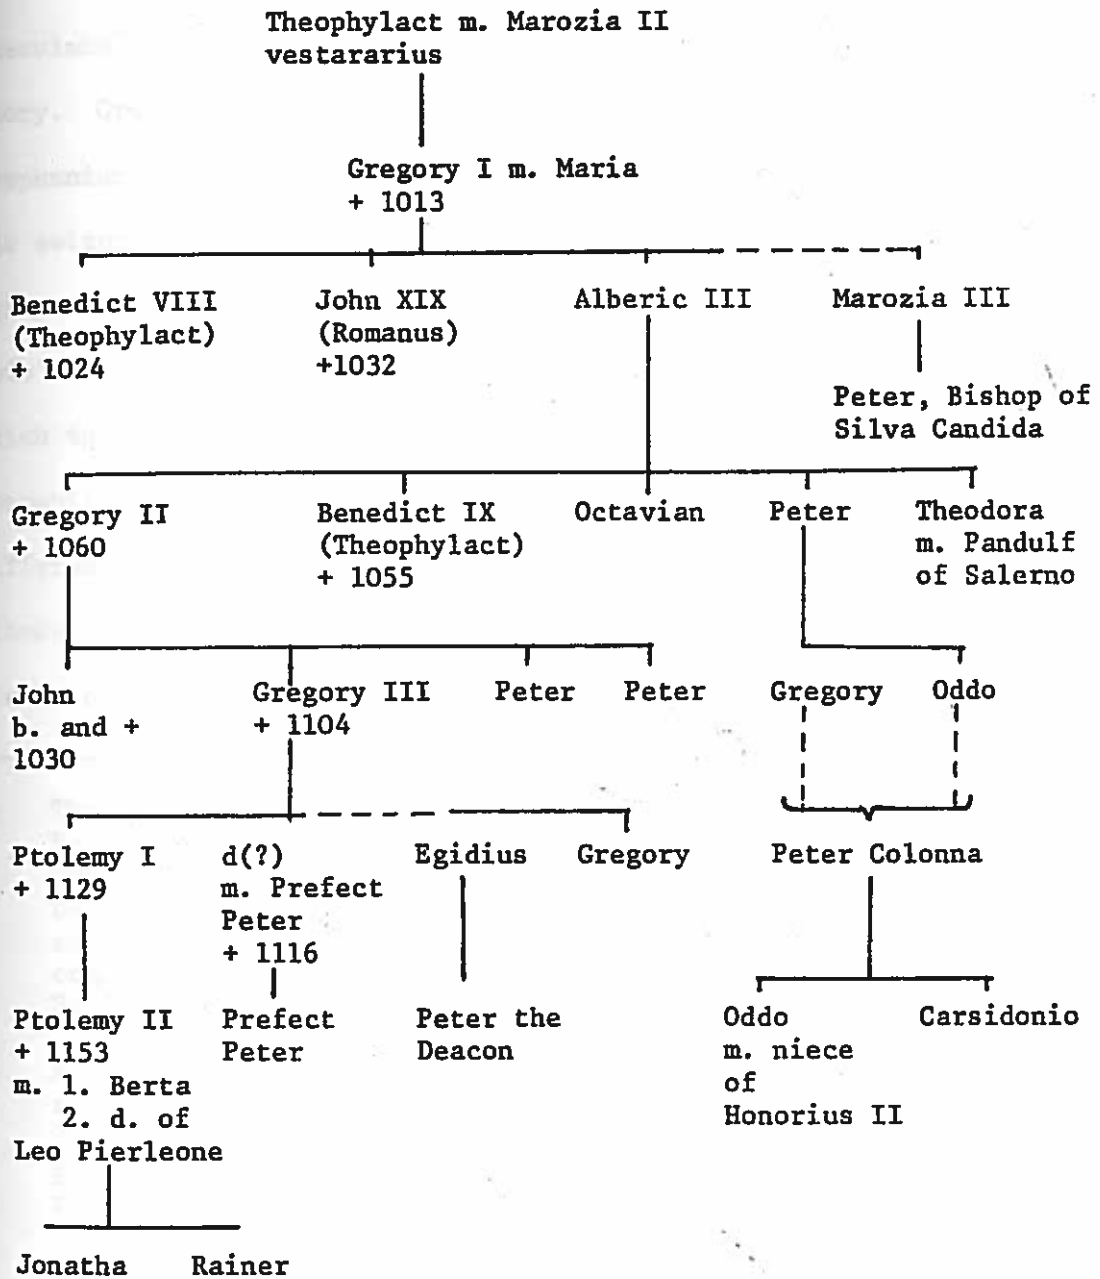 Theophylact m. Marozia II
vestararius
Gregory I m. Maria
+ 1013
Benedict VIII
(Theophylact)
+ 1024
John XIX
(Romanus)
+1032
Alberic III
Marozia III
Peter, Bishop of
Silva Candida
Gregory II
+ 1060
Benedict IX
(Theophylact)
+ 1055
Octavian
Peter
Theodora
m. Pandulf
of Salerno
John
b. and +
1030
Gregory III
+ 1104
Peter
Peter
Gregory
Oddo
Ptolemy I
+ 1129
d(?)
m. Prefect
Peter
+ 1116
Egidius
Gregory
Peter Colonna
Ptolemy II
+ 1153
m. 1. Berta
2. d. of
Leo Pierleone
Prefect
Peter
Peter the
Deacon
Oddo
m. niece
of
Honorius II
Carsidonio
Jonatha
Rainer